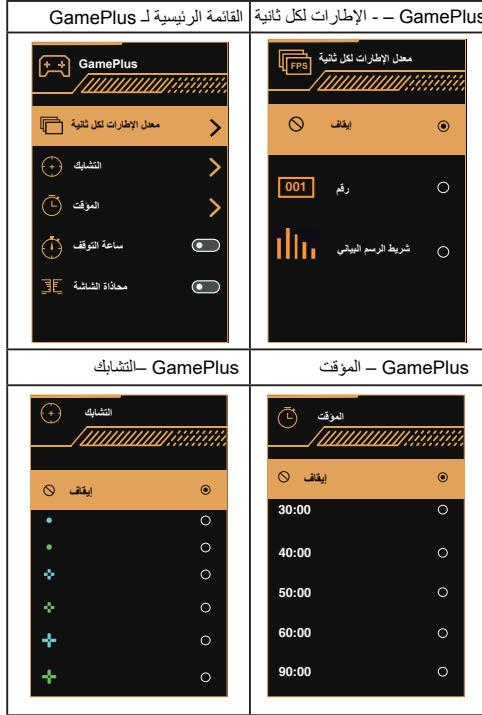 القائمة الرئيسية لـ GamePlus
GamePlus – - الإطارات لكل ثانية
GamePlus
معدل الإطارات لكل ثانية
التشابك
المؤقت
ساعة التوقف
محاذاة الشاشة
FPS
معدل الإطارات لكل ثانية
إيقاف
001
رقم
شريط الرسم البياني
GamePlus –التشابك
GamePlus – المؤقت
التشابك
إيقاف
المؤقت
إيقاف
30:00
40:00
50:00
60:00
90:00